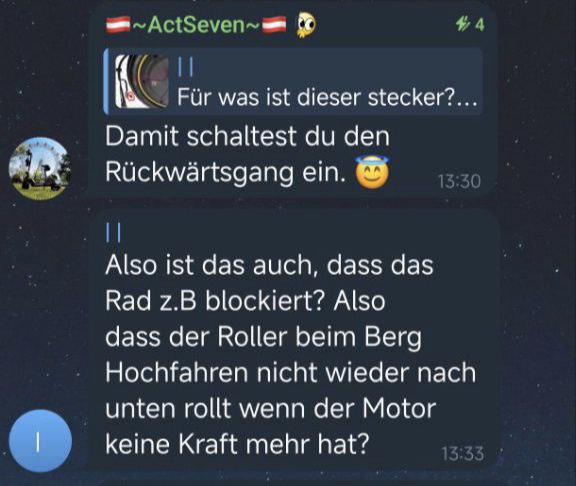 🇦🇹~ActSeven~🇦🇹 4
| |
Für was ist dieser stecker?...
Damit schaltest du den
Rückwärtsgang ein. 😇
13:30
| |
Also ist das auch, dass das
Rad z.B blockiert? Also
dass der Roller beim Berg
Hochfahren nicht wieder nach
unten rollt wenn der Motor
keine Kraft mehr hat?
13:33
|